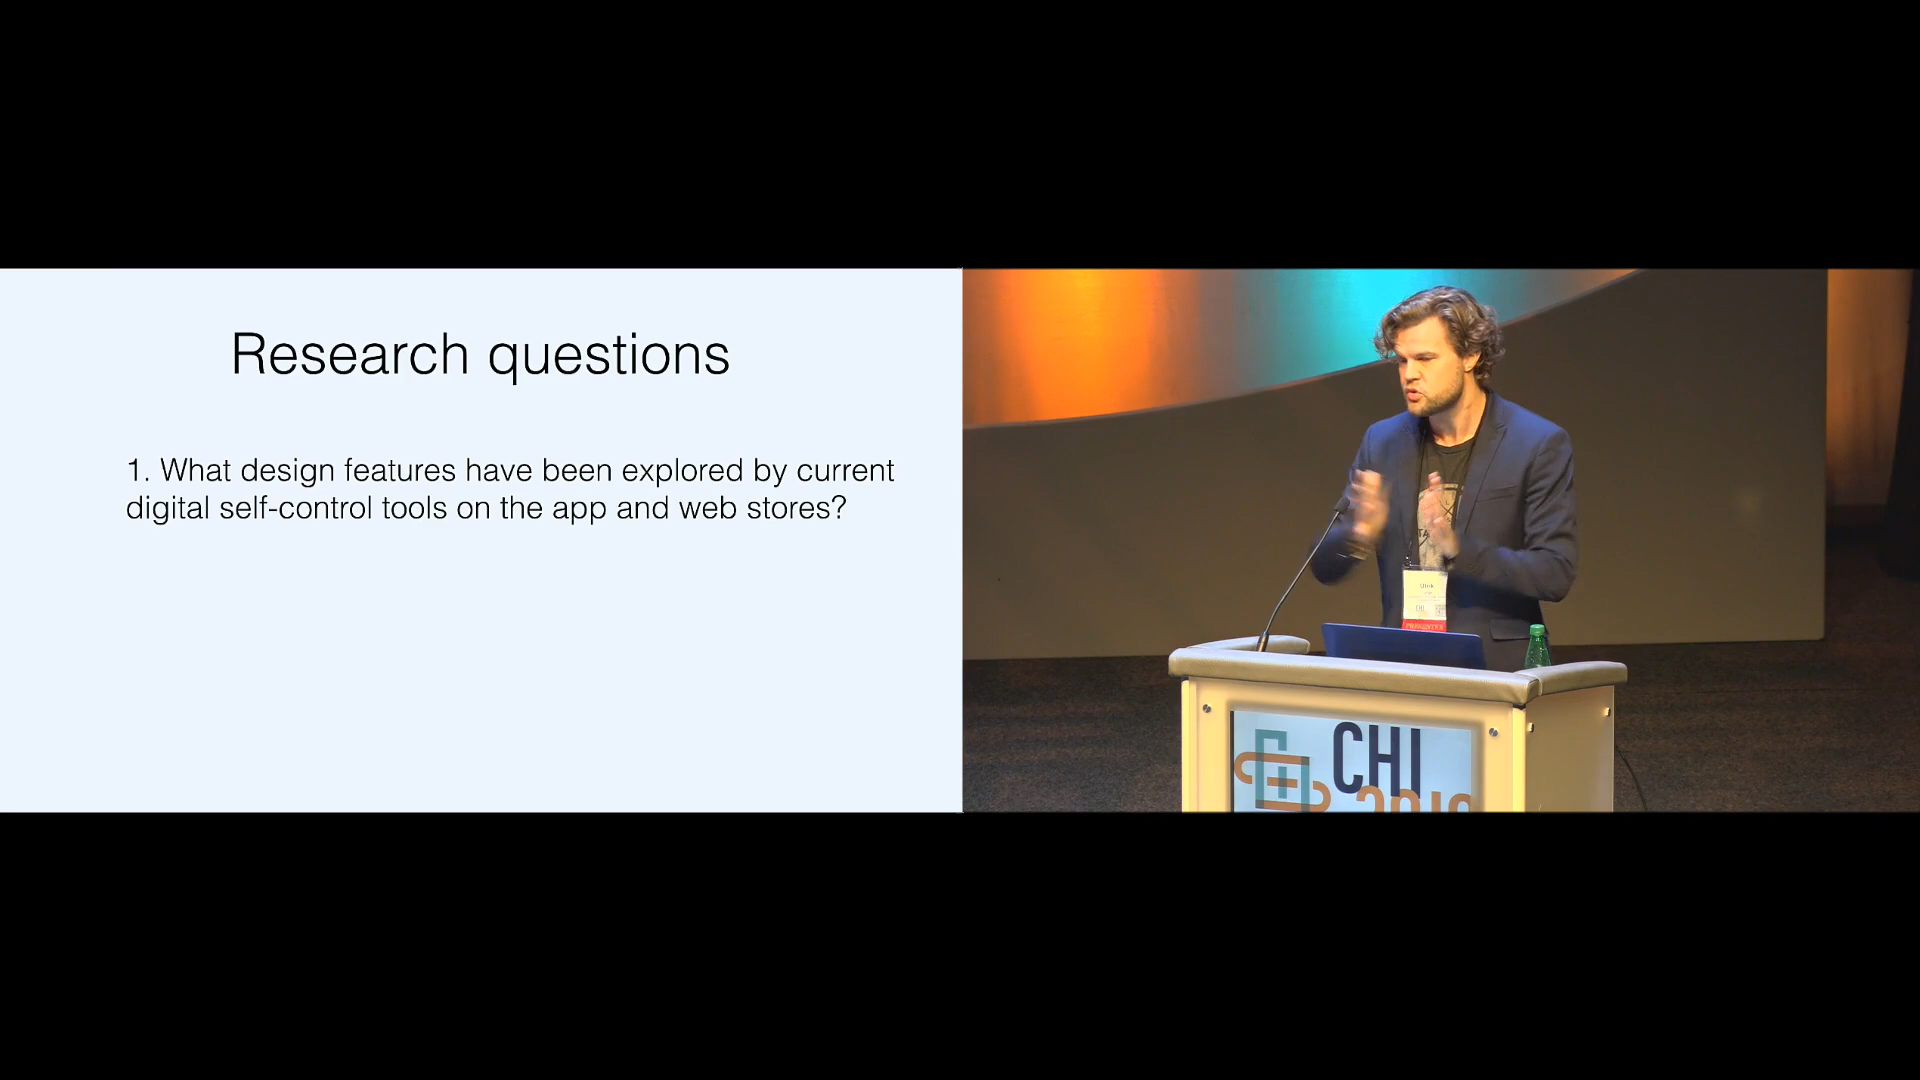 Research questions
1. What design features have been explored by current
digital self-control tools on the app and web stores?
PRESENTER
CHI